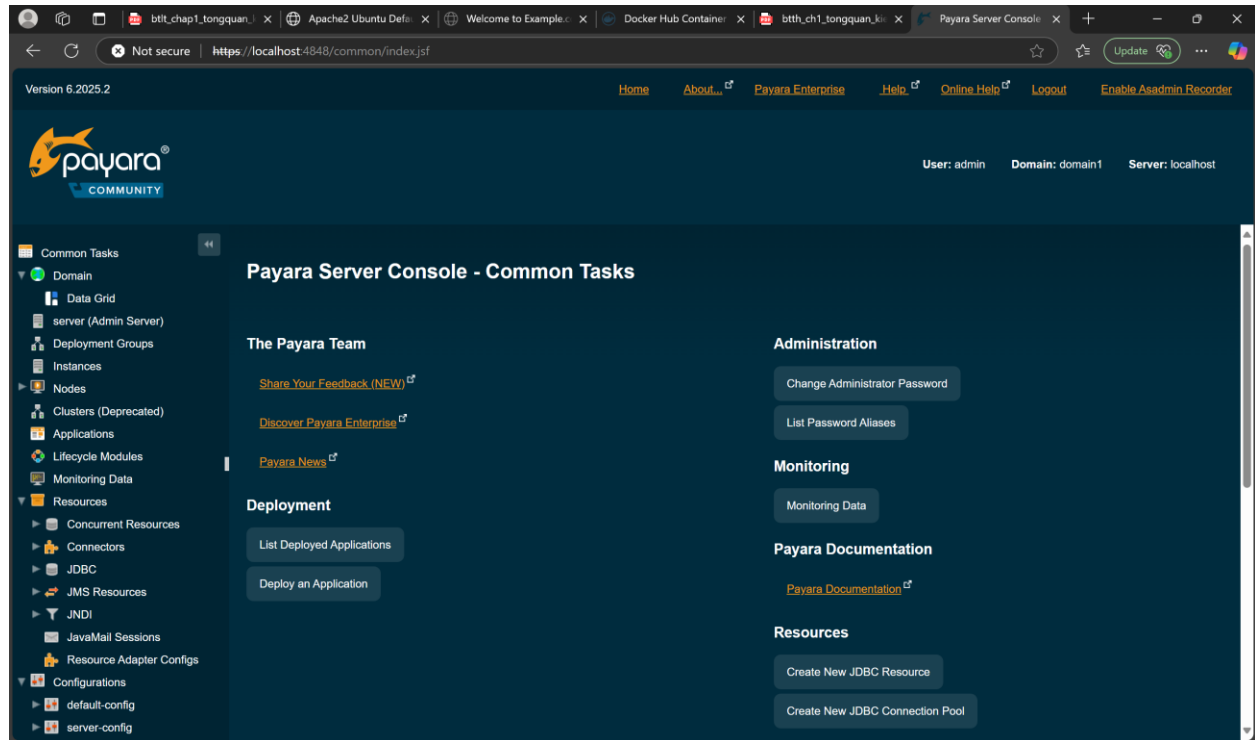 btlt_chap1_tongquan_
Apache2 Ubuntu Defa
Welcome to Example.c
Docker Hub Container
btth_ch1_tongquan_ki
Payara Server Console
Not secure
https://localhost:4848/common/index.jsf
Update
Version 6.2025.2
Home
About...
Payara Enterprise
Help
Online Help
Logout
Enable Asadmin Recorder
payara®
COMMUNITY
User: admin Domain: domain1 Server: localhost
Common Tasks
Domain
Data Grid
server (Admin Server)
Deployment Groups
Instances
Nodes
Clusters (Deprecated)
Applications
Lifecycle Modules
Monitoring Data
Resources
Concurrent Resources
Connectors
JDBC
JMS Resources
JNDI
JavaMail Sessions
Resource Adapter Configs
Configurations
default-config
server-config
Payara Server Console - Common Tasks
The Payara Team
Share Your Feedback (NEW)
Discover Payara Enterprise
Payara News
Deployment
List Deployed Applications
Deploy an Application
Administration
Change Administrator Password
List Password Aliases
Monitoring
Monitoring Data
Payara Documentation
Payara Documentation
Resources
Create New JDBC Resource
Create New JDBC Connection Pool